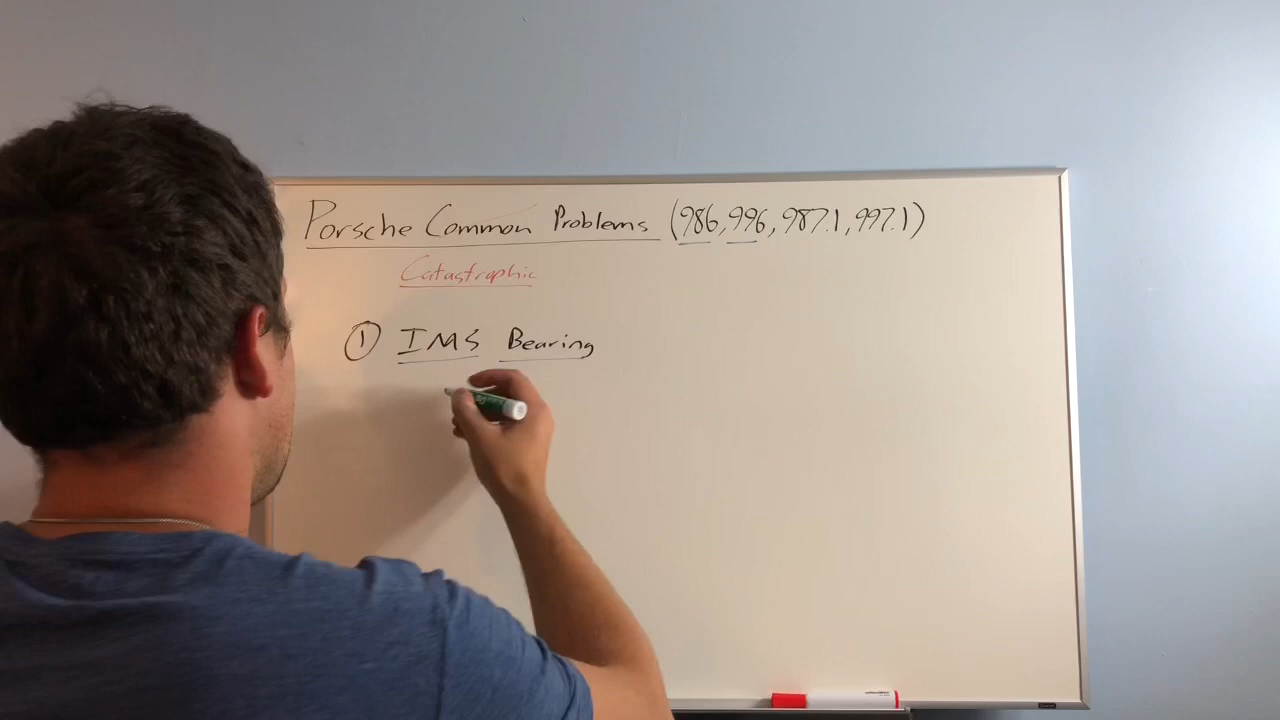 Porsche Common Problems (986, 996, 987.1, 997.1)
Catastrophic
① IMS Bearing